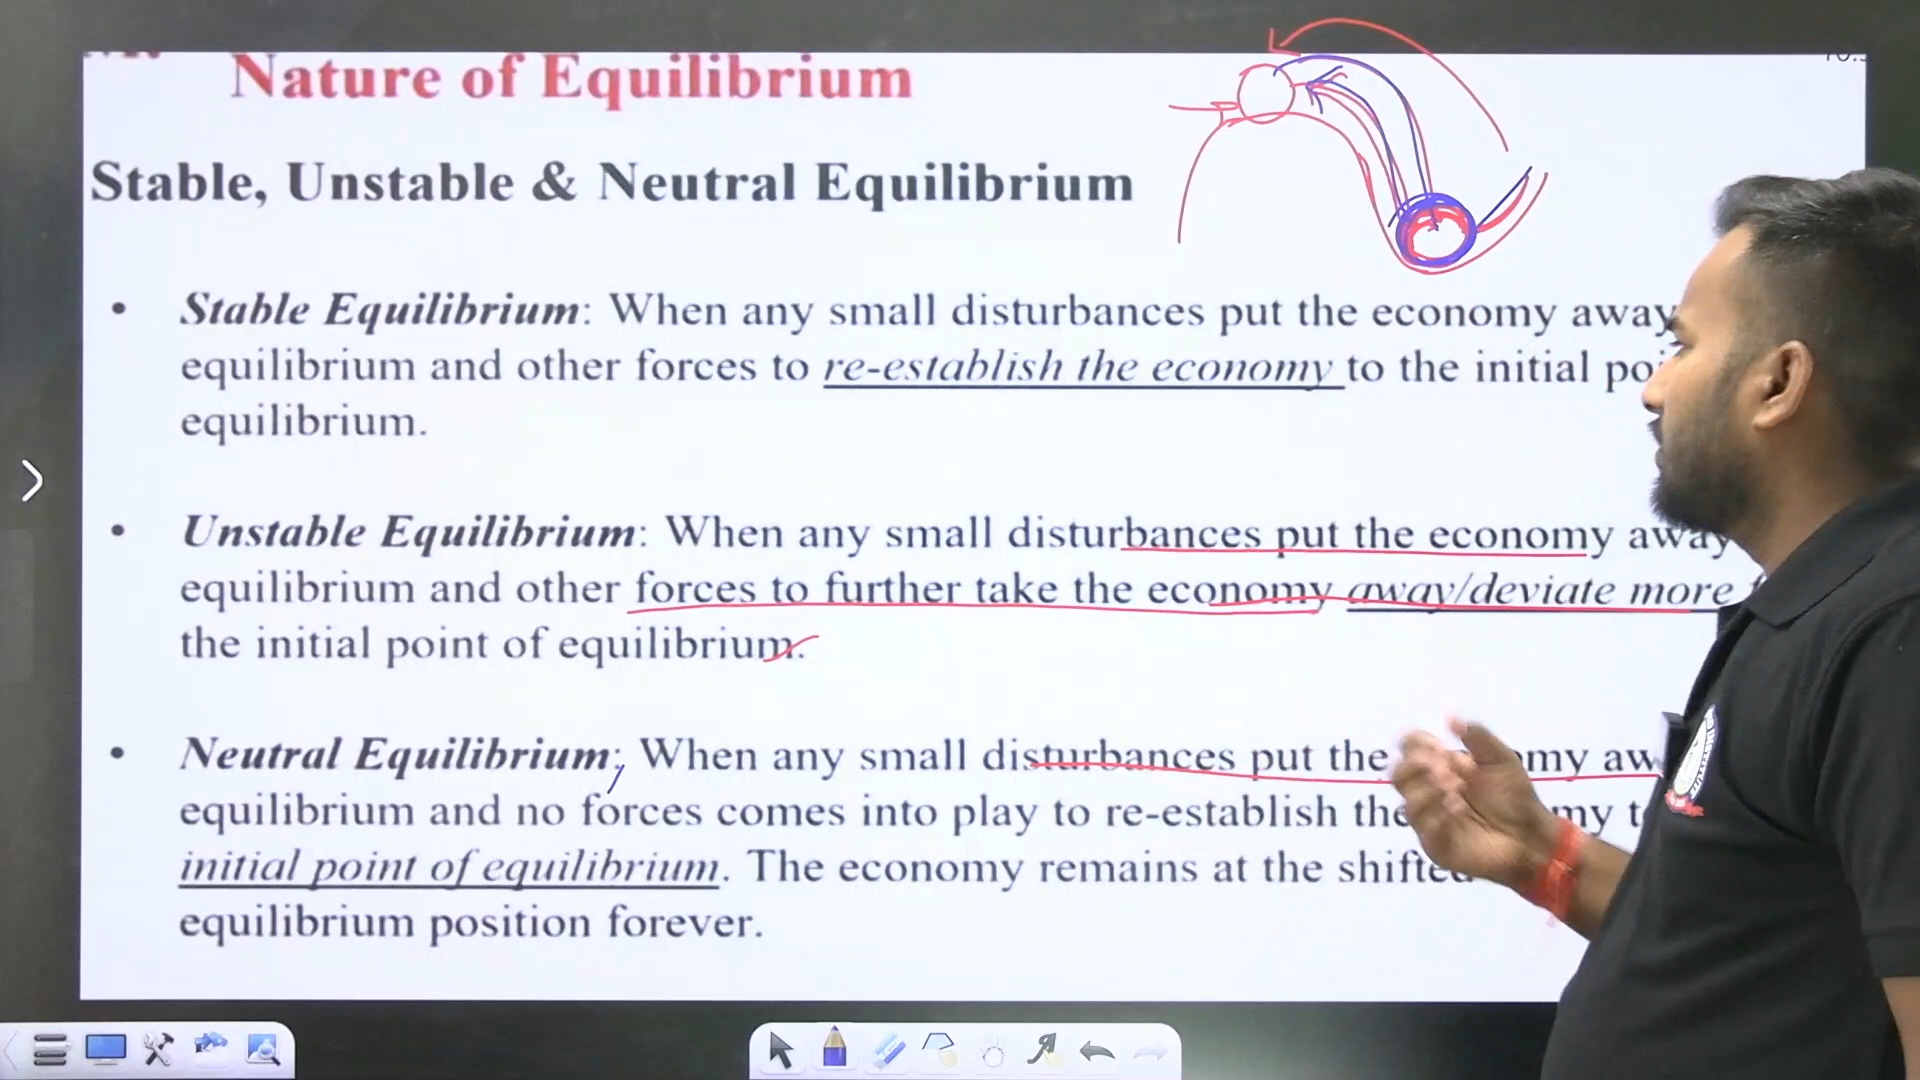 Nature of Equilibrium
Stable, Unstable & Neutral Equilibrium
• Stable Equilibrium: When any small disturbances put the economy away
equilibrium and other forces to re-establish the economy to the initial
equilibrium.
• Unstable Equilibrium: When any small disturbances put the economy away
equilibrium and other forces to further take the economy away/deviate more
the initial point of equilibrium.
• Neutral Equilibrium: When any small disturbances put the
equilibrium and no forces comes into play to re-establish the
initial point of equilibrium. The economy remains at the shifted
equilibrium position forever.